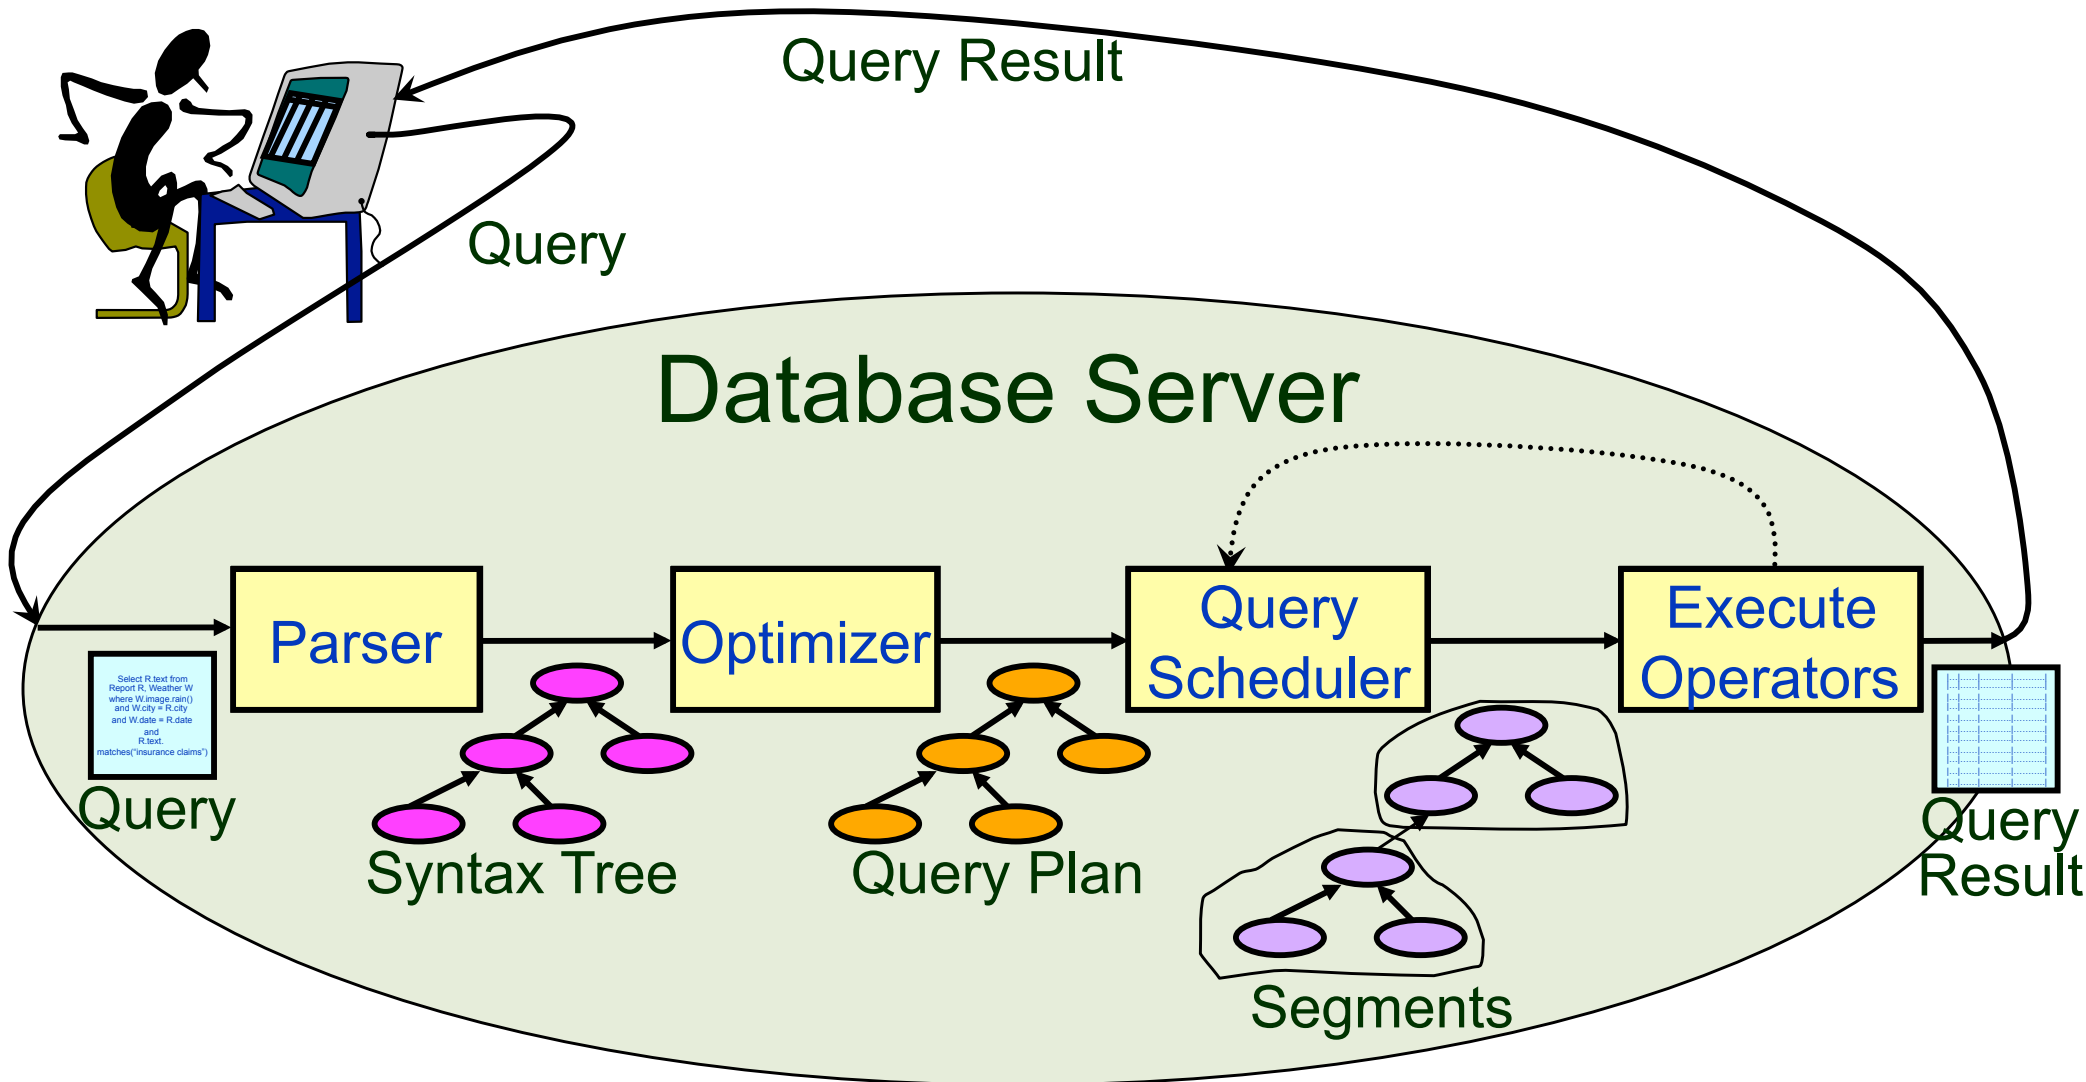 Query Result
Query
Database Server
Parser
Optimizer
Query
Scheduler
Execute
Operators
Select R.text from
Report R, Weather W
where W.image.rain()
and W.city = R.city
and W.date = R.date
and
R.text.
matches(“insurance claims”)
Query
Syntax Tree
Query Plan
Segments
Query
Result